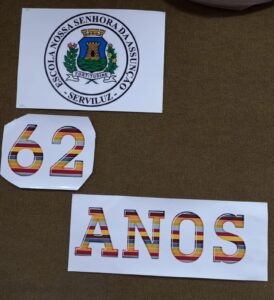 ESCOLA NOSSA SENHORA DA ASSUNÇÃO
- SERVILUZ -
62
ANOS